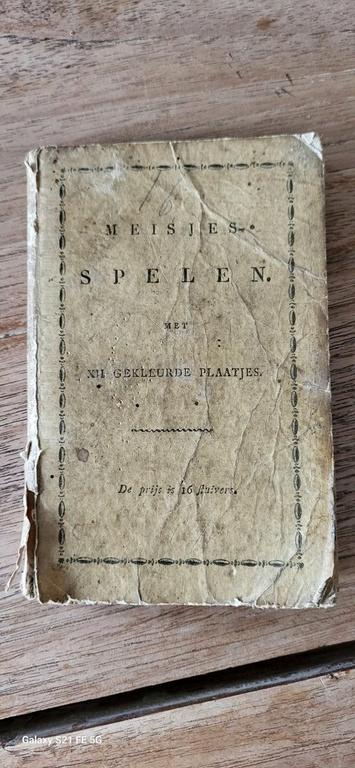 MEISJES-
SPELEN.
MET
XII GEKLEURDE PLAATJES.
De prijs is 16 ſtuivers.
Galaxy S21 FE 5G